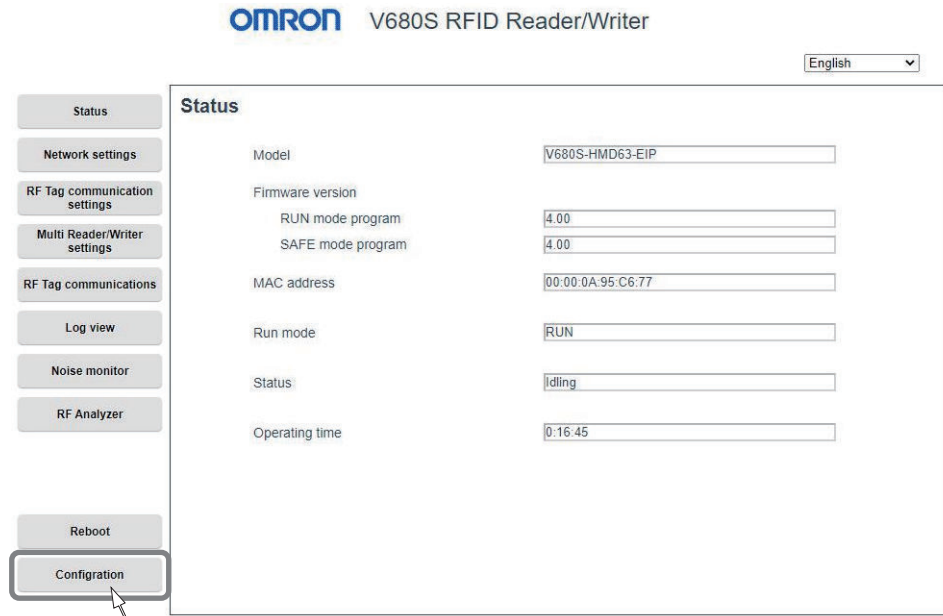 OMRON V680S RFID Reader/Writer
English
Status
Network settings
RF Tag communication
settings
Multi Reader/Writer
settings
RF Tag communications
Log view
Noise monitor
RF Analyzer
Reboot
Configration
Status
Model V680S-HMD63-EIP
Firmware version
RUN mode program 4.00
SAFE mode program 4.00
MAC address 00:00:0A:95:C6:77
Run mode RUN
Status Idling
Operating time 0:16:45